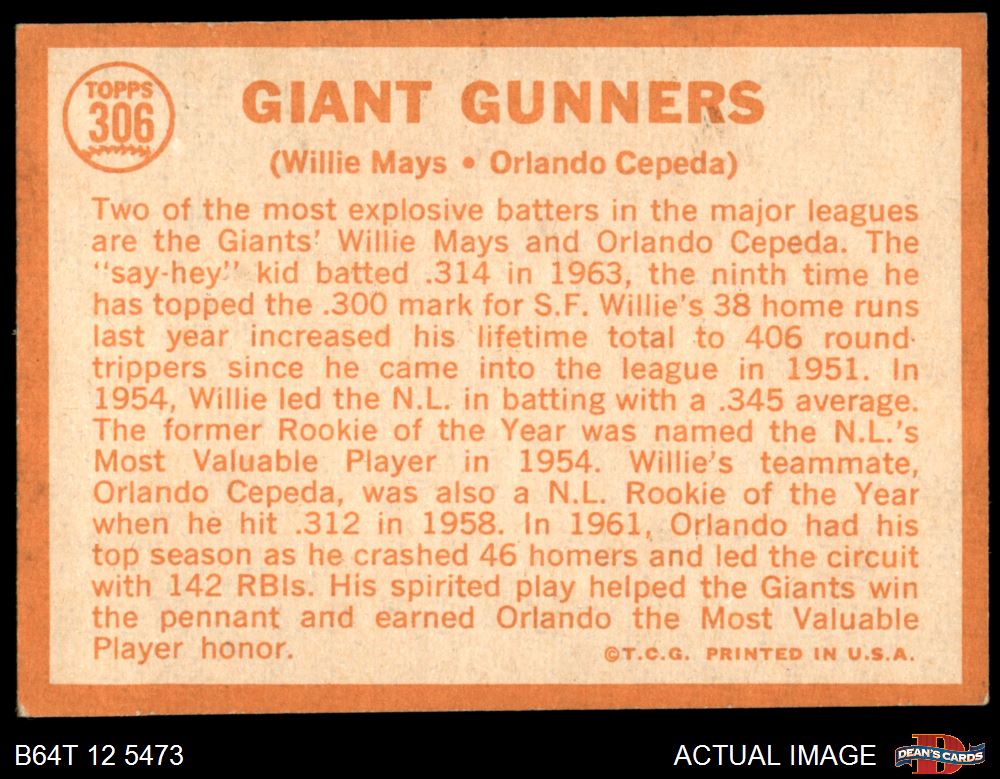 TOPPS
306
GIANT GUNNERS
(Willie Mays • Orlando Cepeda)
Two of the most explosive batters in the major leagues
are the Giants' Willie Mays and Orlando Cepeda. The
"say-hey" kid batted .314 in 1963, the ninth time he
has topped the .300 mark for S.F. Willie's 38 home runs
last year increased his lifetime total to 406 round-
trippers since he came into the league in 1951. In
1954, Willie led the N.L. in batting with a .345 average.
The former Rookie of the Year was named the N.L.'s
Most Valuable Player in 1954. Willie's teammate,
Orlando Cepeda, was also a N.L. Rookie of the Year
when he hit .312 in 1958. In 1961, Orlando had his
top season as he crashed 46 homers and led the circuit
with 142 RBIs. His spirited play helped the Giants win
the pennant and earned Orlando the Most Valuable
Player honor.
©T.C.G. PRINTED IN U.S.A.
B64T 12 5473
ACTUAL IMAGE
DEAN'S CARDS